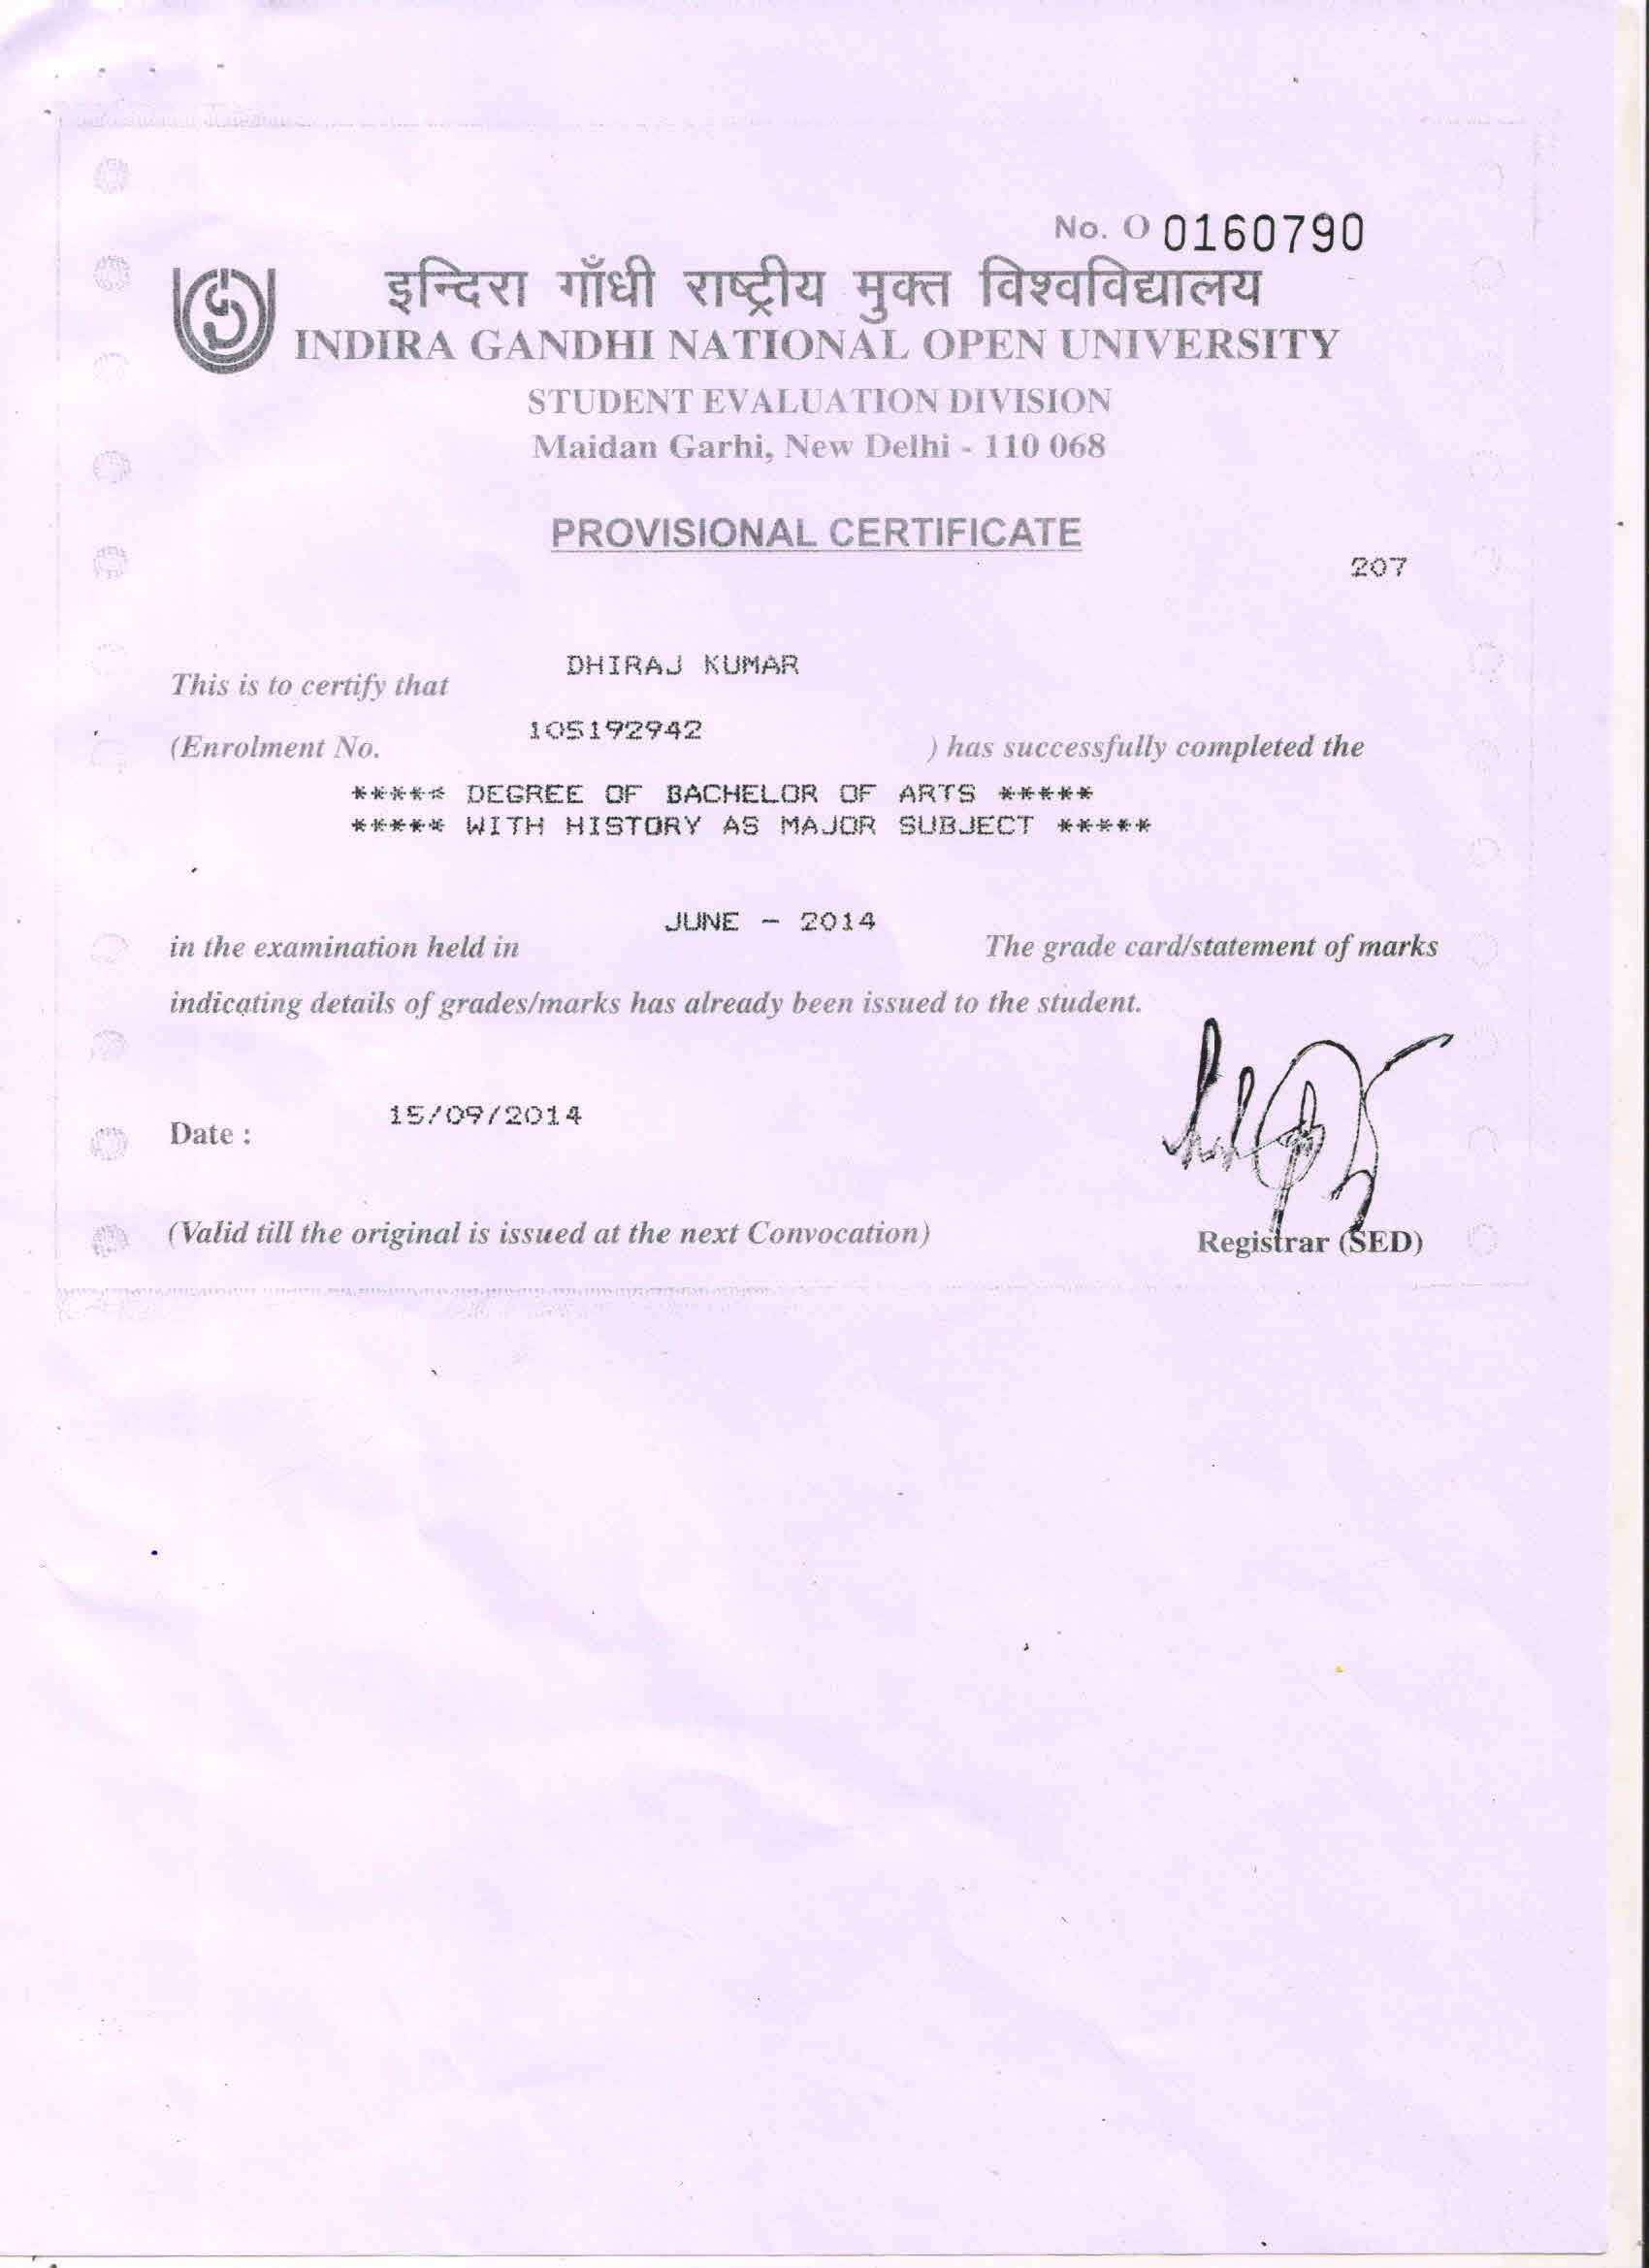 No. O 0160790
इन्दिरा गाँधी राष्ट्रीय मुक्त विश्वविद्यालय
INDIRA GANDHI NATIONAL OPEN UNIVERSITY
STUDENT EVALUATION DIVISION
Maidan Garhi, New Delhi - 110 068
PROVISIONAL CERTIFICATE
207
This is to certify that DHIRAJ KUMAR
(Enrolment No. 105192942 ) has successfully completed the
***** DEGREE OF BACHELOR OF ARTS *****
***** WITH HISTORY AS MAJOR SUBJECT *****
in the examination held in JUNE - 2014 The grade card/statement of marks
indicating details of grades/marks has already been issued to the student.
Date : 15/09/2014
(Valid till the original is issued at the next Convocation) Registrar (SED)